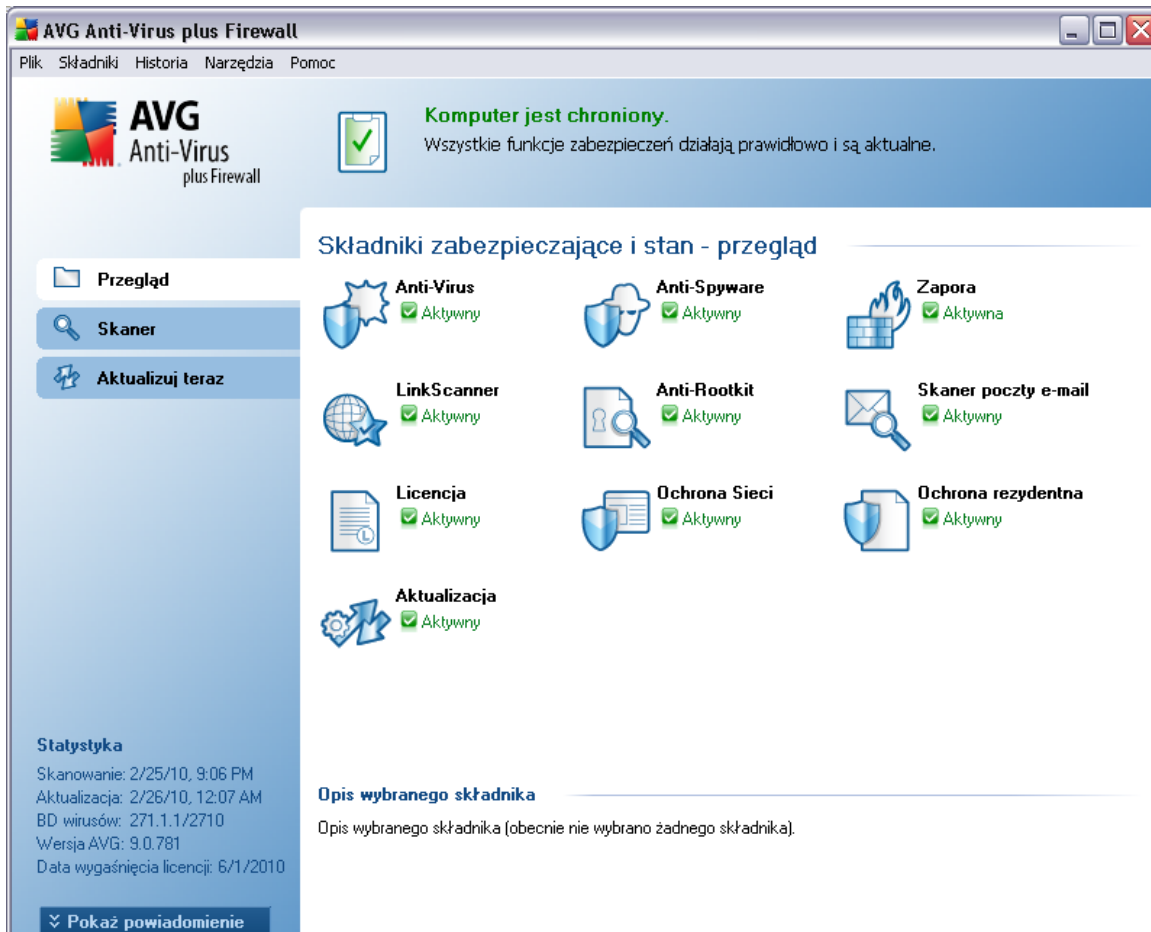 AVG Anti-Virus plus Firewall
Plik Składniki Historia Narzędzia Pomoc
AVG
Anti-Virus
plus Firewall
Komputer jest chroniony.
Wszystkie funkcje zabezpieczeń działają prawidłowo i są aktualne.
Przegląd
Skaner
Aktualizuj teraz
Składniki zabezpieczające i stan - przegląd
Anti-Virus
Aktywny
Anti-Spyware
Aktywny
Zapora
Aktywna
LinkScanner
Aktywny
Anti-Rootkit
Aktywny
Skaner poczty e-mail
Aktywny
Licencja
Aktywny
Ochrona Sieci
Aktywny
Ochrona rezydentna
Aktywny
Aktualizacja
Aktywny
Statystyka
Skanowanie: 2/25/10, 9:06 PM
Aktualizacja: 2/26/10, 12:07 AM
BD wirusów: 271.1.1/2710
Wersja AVG: 9.0.781
Data wygaśnięcia licencji: 6/1/2010
Pokaż powiadomienie
Opis wybranego składnika
Opis wybranego składnika (obecnie nie wybrano żadnego składnika).